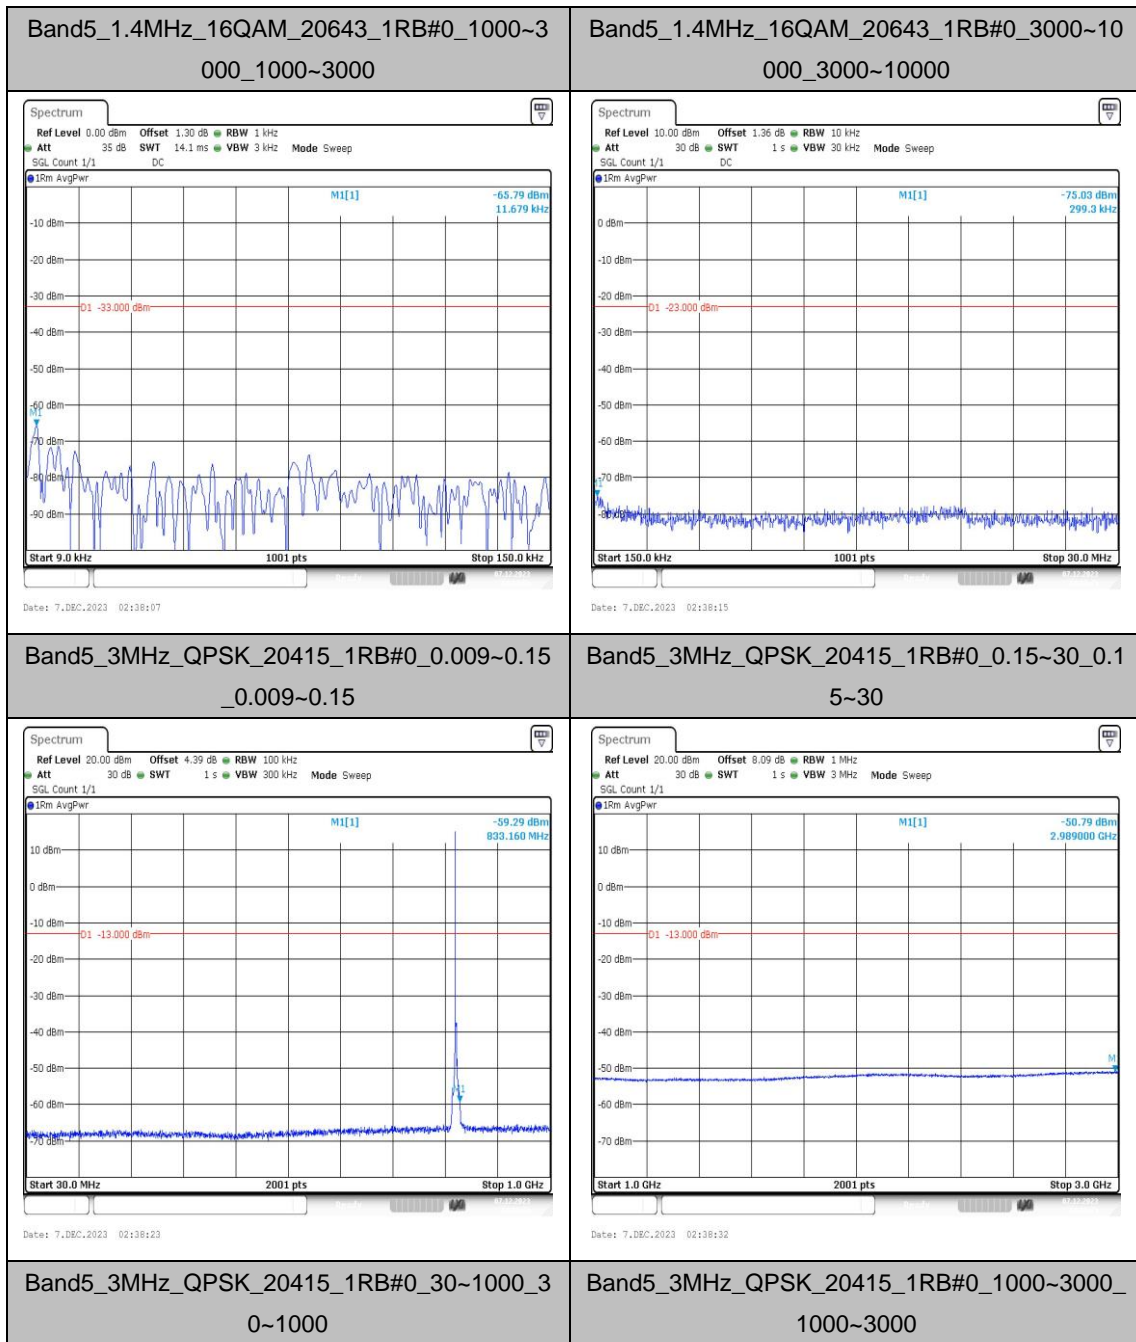 Band5_1.4MHz_16QAM_20643_1RB#0_1000~3
000_1000~3000
Band5_1.4MHz_16QAM_20643_1RB#0_3000~10
000_3000~10000
Spectrum
Ref Level 0.00 dBm Offset 1.30 dB RBW 1 kHz
Att 35 dB SWT 14.1 ms VBW 3 kHz Mode Sweep
SGL Count 1/1 DC
1Rm AvgPwr
M1[1] -65.79 dBm
11.679 kHz
-10 dBm
-20 dBm
-30 dBm
D1 -33.000 dBm
-40 dBm
-50 dBm
-60 dBm
M1
-70 dBm
-80 dBm
-90 dBm
Start 9.0 kHz 1001 pts Stop 150.0 kHz
Date: 7.DEC.2023 02:38:07
Spectrum
Ref Level 10.00 dBm Offset 1.36 dB RBW 10 kHz
Att 30 dB SWT 1 s VBW 30 kHz Mode Sweep
SGL Count 1/1 DC
1Rm AvgPwr
M1[1] -75.03 dBm
299.3 kHz
0 dBm
-10 dBm
-20 dBm
D1 -23.000 dBm
-30 dBm
-40 dBm
-50 dBm
-60 dBm
-70 dBm
-80 dBm
Start 150.0 kHz 1001 pts Stop 30.0 MHz
Date: 7.DEC.2023 02:38:15
Band5_3MHz_QPSK_20415_1RB#0_0.009~0.15
_0.009~0.15
Band5_3MHz_QPSK_20415_1RB#0_0.15~30_0.1
5~30
Spectrum
Ref Level 20.00 dBm Offset 4.39 dB RBW 100 kHz
Att 30 dB SWT 1 s VBW 300 kHz Mode Sweep
SGL Count 1/1
1Rm AvgPwr
M1[1] -59.29 dBm
833.160 MHz
10 dBm
0 dBm
-10 dBm
D1 -13.000 dBm
-20 dBm
-30 dBm
-40 dBm
-50 dBm
-60 dBm
-70 dBm
Start 30.0 MHz 2001 pts Stop 1.0 GHz
Date: 7.DEC.2023 02:38:23
Spectrum
Ref Level 20.00 dBm Offset 8.09 dB RBW 1 MHz
Att 30 dB SWT 1 s VBW 3 MHz Mode Sweep
SGL Count 1/1
1Rm AvgPwr
M1[1] -50.79 dBm
2.989000 GHz
10 dBm
0 dBm
-10 dBm
D1 -13.000 dBm
-20 dBm
-30 dBm
-40 dBm
-50 dBm
-60 dBm
-70 dBm
Start 1.0 GHz 2001 pts Stop 3.0 GHz
Date: 7.DEC.2023 02:38:32
Band5_3MHz_QPSK_20415_1RB#0_30~1000_3
0~1000
Band5_3MHz_QPSK_20415_1RB#0_1000~3000_
1000~3000